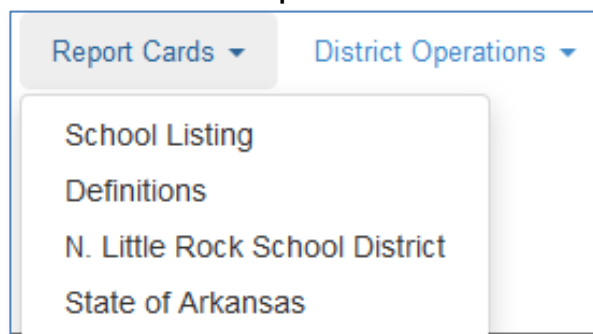 Report Cards District Operations
School Listing
Definitions
N. Little Rock School District
State of Arkansas